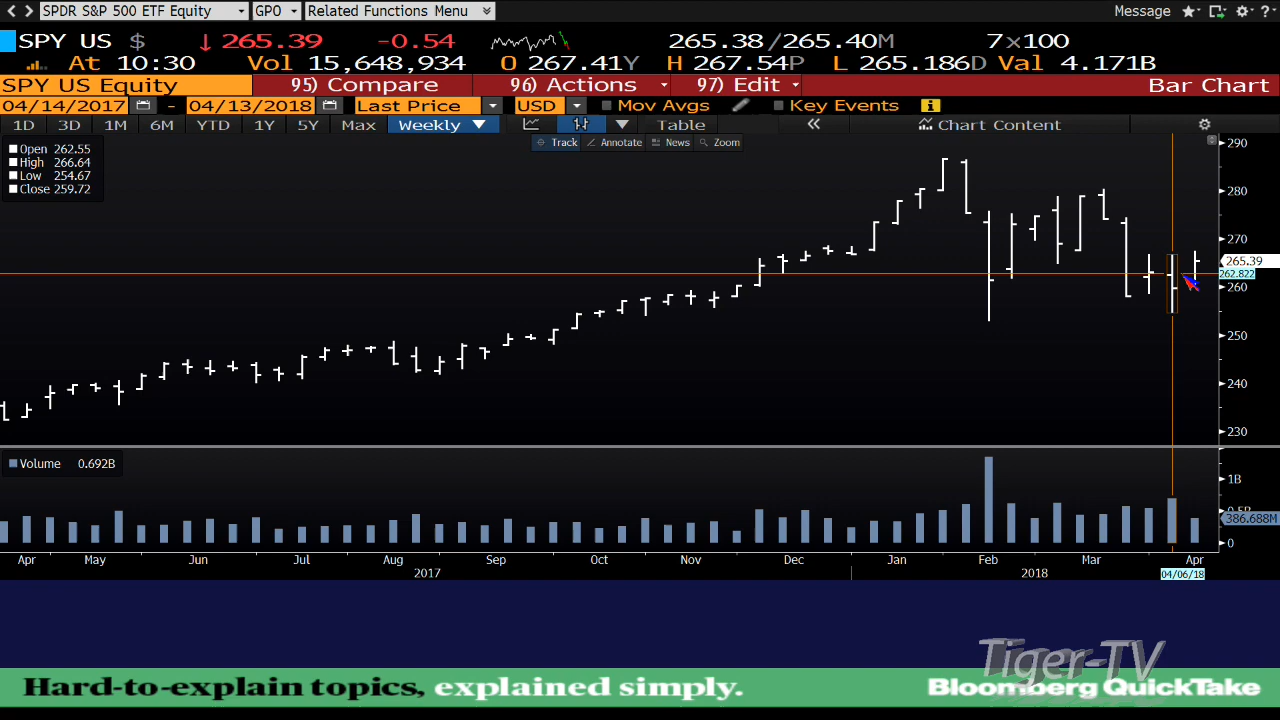 SPDR S&P 500 ETF Equity GPO Related Functions Menu Message ?
SPY US $ ↓ 265.39 -0.54 265.38/265.40M 7x100
At 10:30 Vol 15,648,934 O 267.41Y H 267.54P L 265.186D Val 4.171B
SPY US Equity 95) Compare 96) Actions 97) Edit Bar Chart
04/14/2017 - 04/13/2018 Last Price USD Mov Avgs Key Events i
1D 3D 1M 6M YTD 1Y 5Y Max Weekly Table « Chart Content
Track Annotate News Zoom
Open 262.55
High 266.64
Low 254.67
Close 259.72
290
280
270
265.39
262.822
260
250
240
230
Volume 0.692B
1B
0.5B
386.688M
0
Apr May Jun Jul Aug Sep Oct Nov Dec Jan Feb Mar Apr
2017 2018 04/06/18
Tiger-TV
Hard-to-explain topics, explained simply. Bloomberg QuickTake